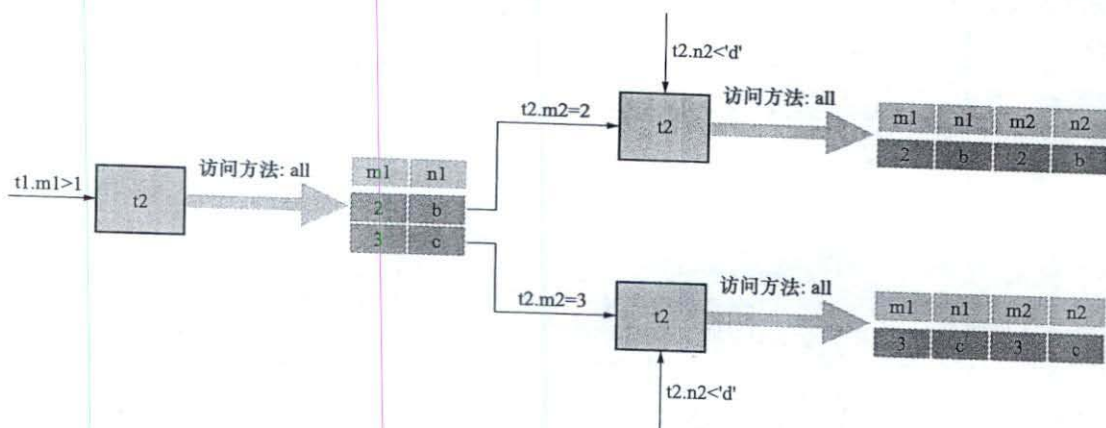 t2.n2<'d'
t2.m2=2
t2
访问方法: all
m1 n1 m2 n2
2 b 2 b
t1.m1>1
t2
访问方法: all
m1 n1
2 b
3 c
t2.m2=3
t2
访问方法: all
m1 n1 m2 n2
3 c 3 c
t2.n2<'d'